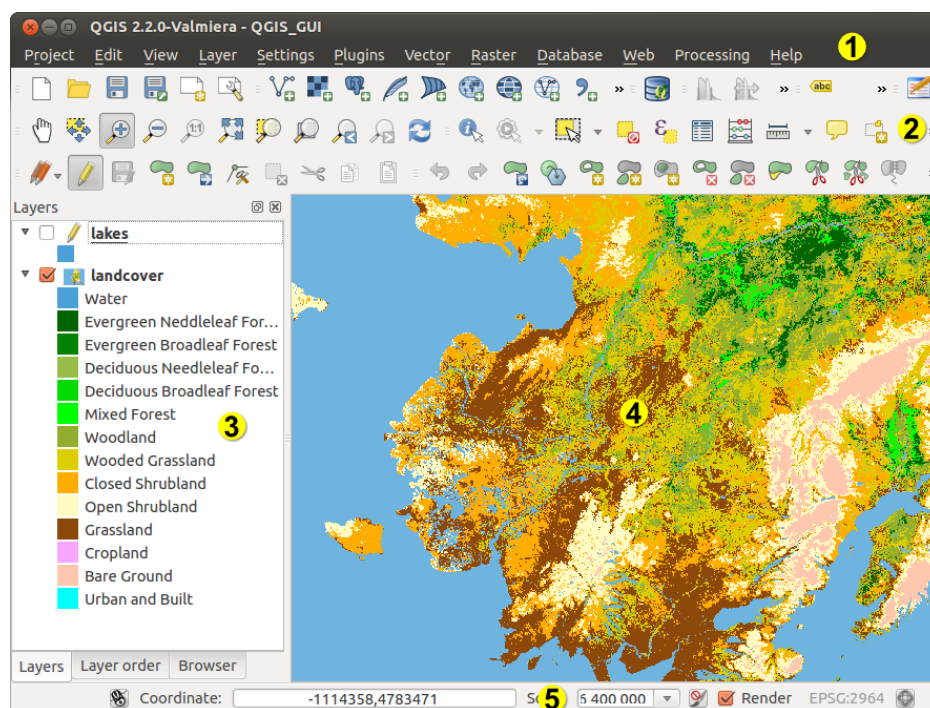 QGIS 2.2.0-Valmiera - QGIS_GUI
Project Edit View Layer Settings Plugins Vector Raster Database Web Processing Help 1
1:1 abc
2
Layers
lakes
landcover
Water
Evergreen Neddleleaf For...
Evergreen Broadleaf Forest
Deciduous Needleleaf Fo...
Deciduous Broadleaf Forest
Mixed Forest
3
4
Woodland
Wooded Grassland
Closed Shrubland
Open Shrubland
Grassland
Cropland
Bare Ground
Urban and Built
Layers Layer order Browser
Coordinate: -1114358,4783471 5 5 400 000 Render EPSG:2964